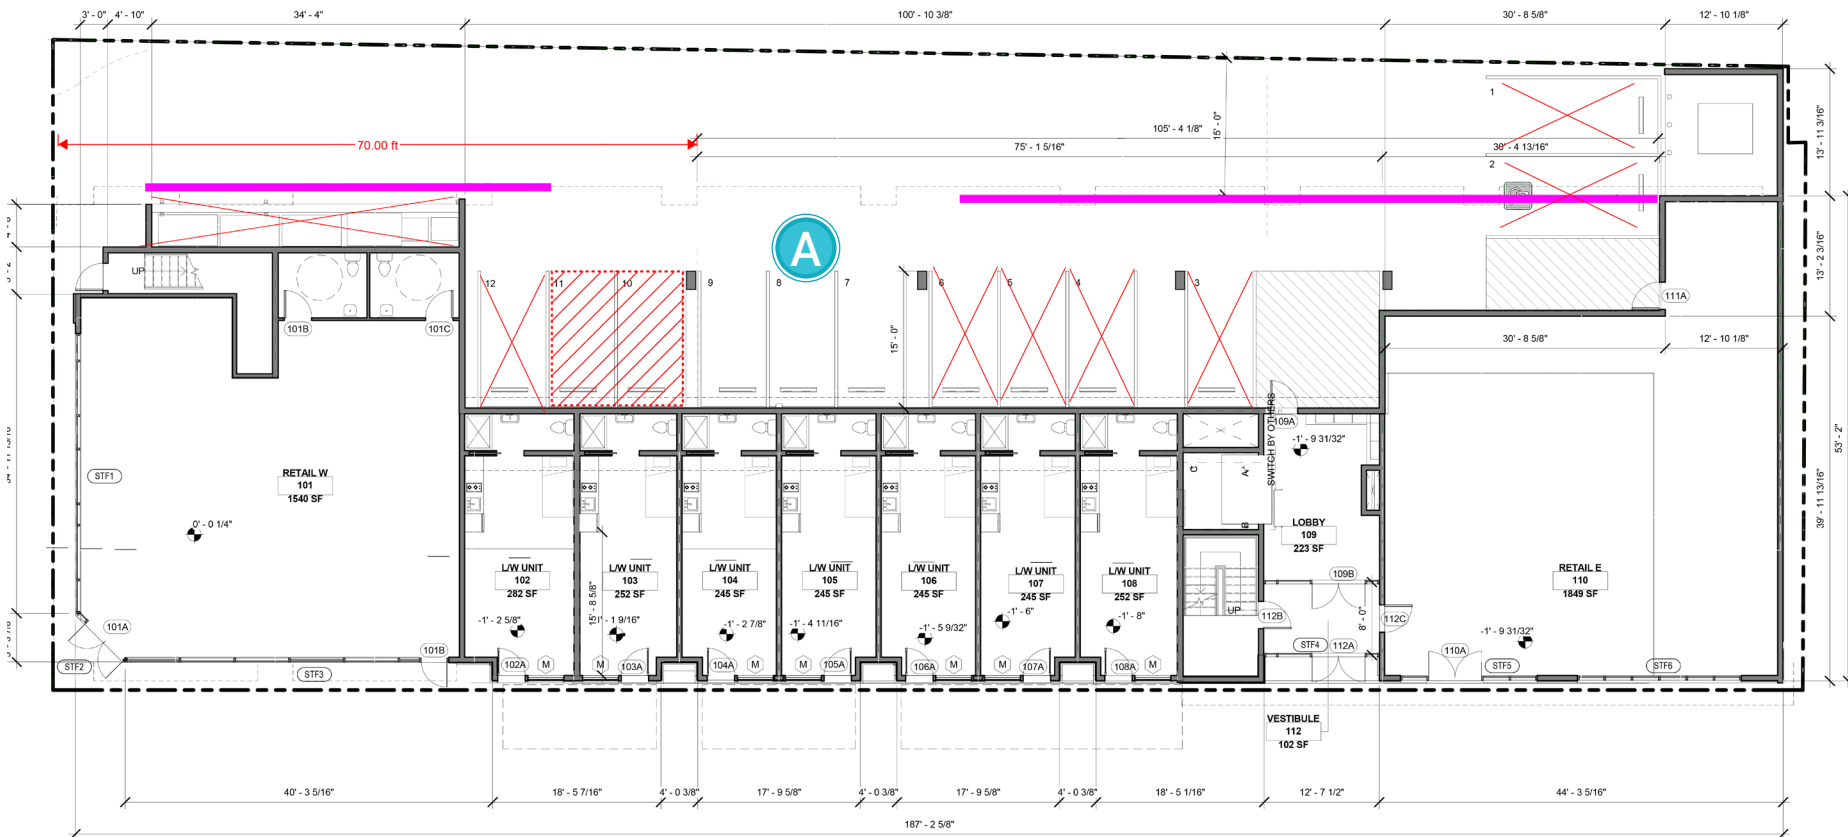 3' - 0"
4' - 10"
34' - 4"
100' - 10 3/8"
30' - 8 5/8"
12' - 10 1/8"
105' - 4 1/8"
15' - 0"
70.00 ft
75' - 1 5/16"
30' - 4 13/16"
1
2
13' - 11 3/16"
13' - 2 3/16"
A
UP
12
11
10
9
8
7
6
5
4
3
111A
101B
101C
15' - 0"
30' - 8 5/8"
12' - 10 1/8"
SWITCH BY OTHERS
109A
-1' - 9 31/32"
53' - 2"
39' - 11 13/16"
STF1
RETAIL W
101
1540 SF
0' - 0 1/4"
C
A
B
LOBBY
109
223 SF
L/W UNIT
102
282 SF
L/W UNIT
103
252 SF
L/W UNIT
104
245 SF
L/W UNIT
105
245 SF
L/W UNIT
106
245 SF
L/W UNIT
107
245 SF
L/W UNIT
108
252 SF
RETAIL E
110
1849 SF
109B
15' - 8 5/8"
UP
112B
8' - 0"
112C
101A
-1' - 2 5/8"
1' - 1 9/16"
-1' - 2 7/8"
-1' - 4 11/16"
-1' - 5 9/32"
-1' - 6"
-1' - 8"
-1' - 9 31/32"
STF2
STF3
101B
102A
M
M
103A
104A
M
M
105A
106A
M
M
107A
M
108A
STF4
112A
110A
STF5
STF6
VESTIBULE
112
102 SF
40' - 3 5/16"
18' - 5 7/16"
4' - 0 3/8"
17' - 9 5/8"
4' - 0 3/8"
17' - 9 5/8"
4' - 0 3/8"
18' - 5 1/16"
12' - 7 1/2"
44' - 3 5/16"
187' - 2 5/8"